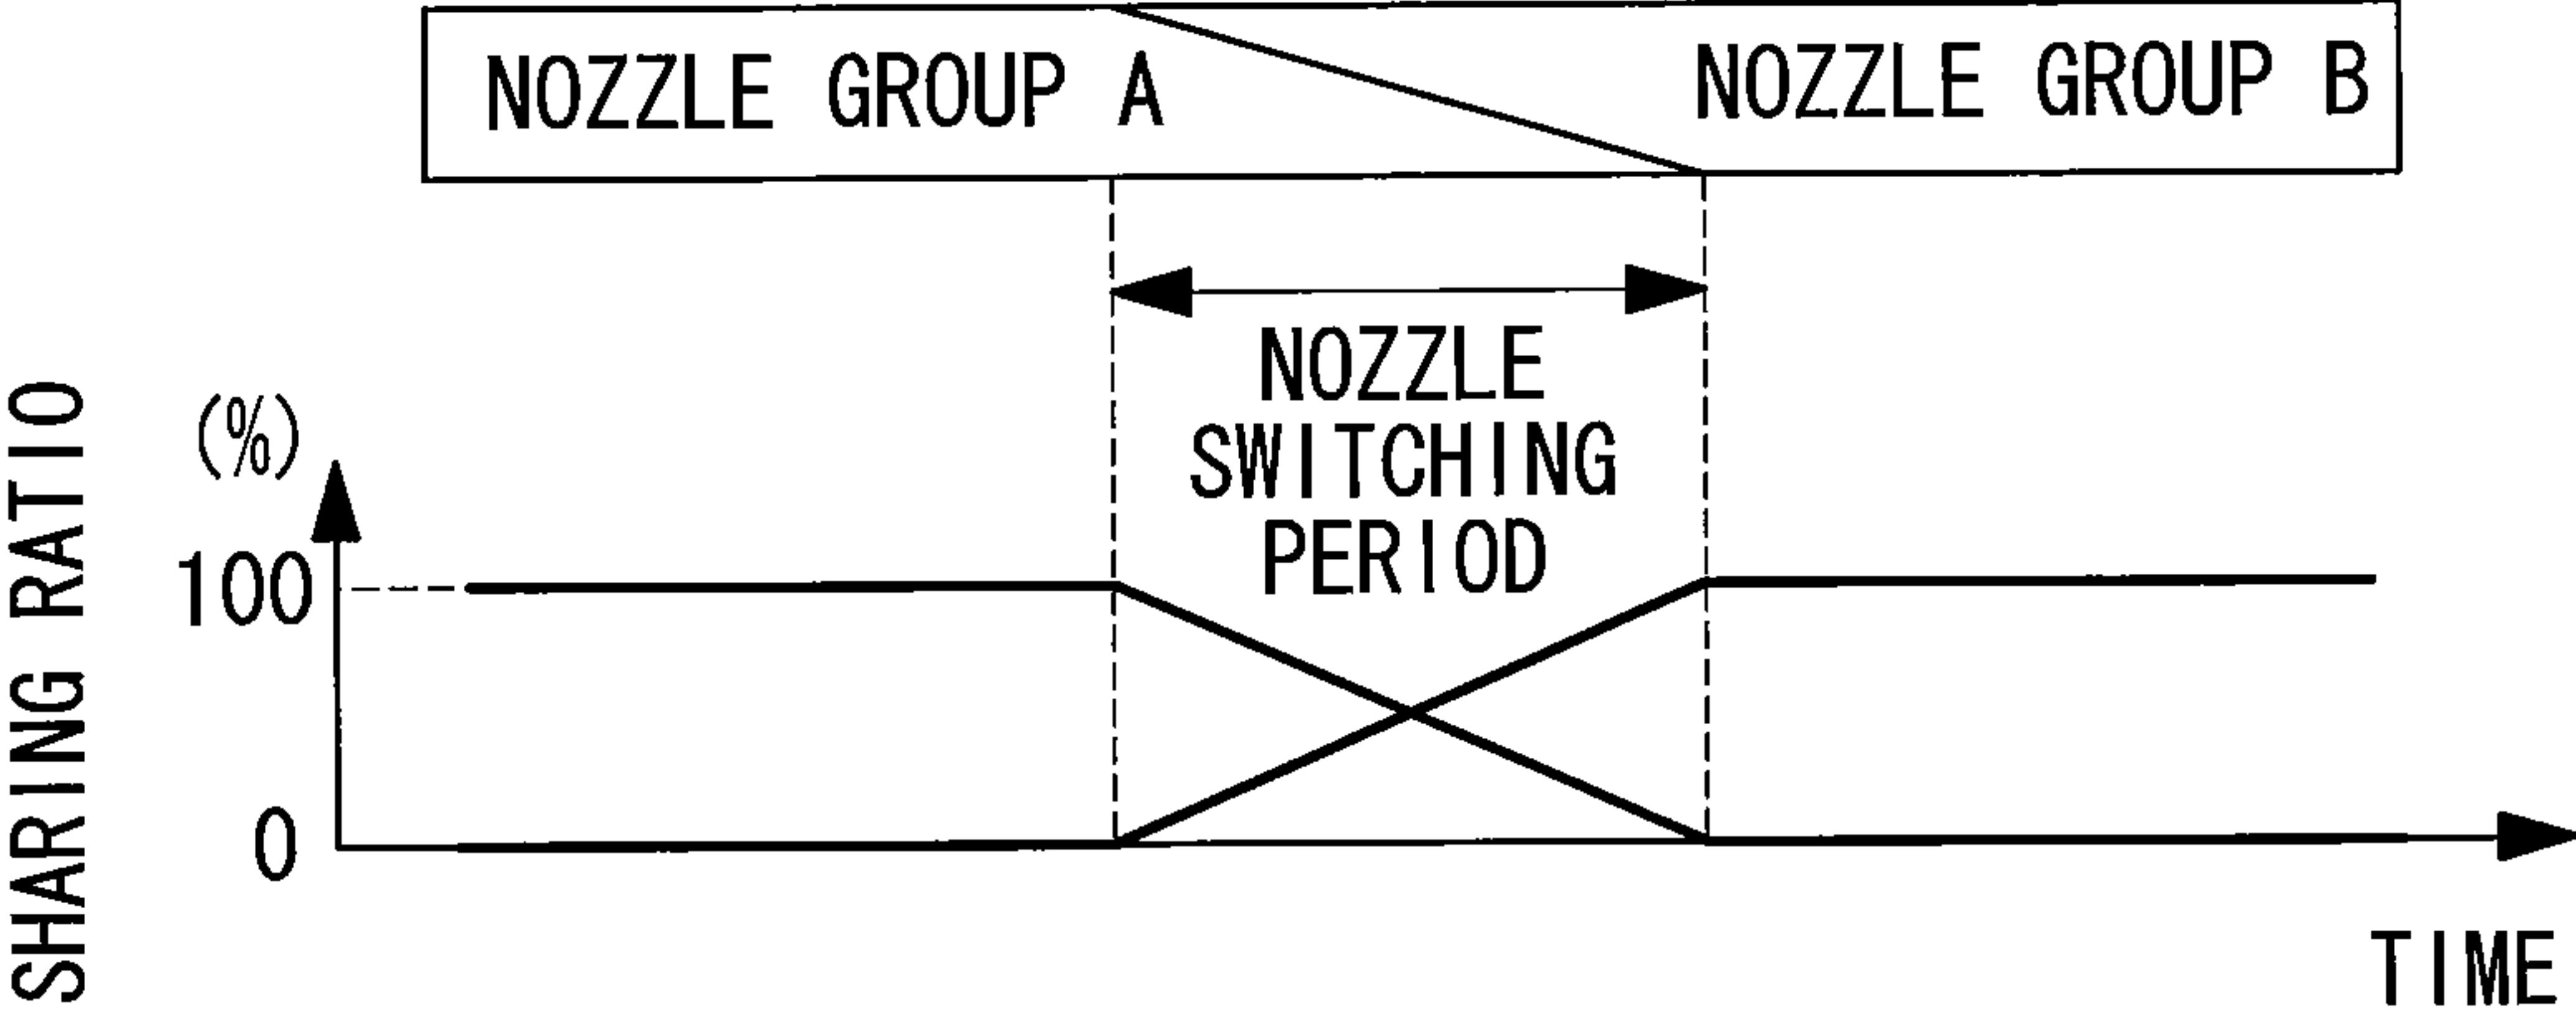 NOZZLE GROUP A
NOZZLE GROUP B
NOZZLE
SWITCHING
PERIOD
SHARING RATIO
(%)
100
0
TIME